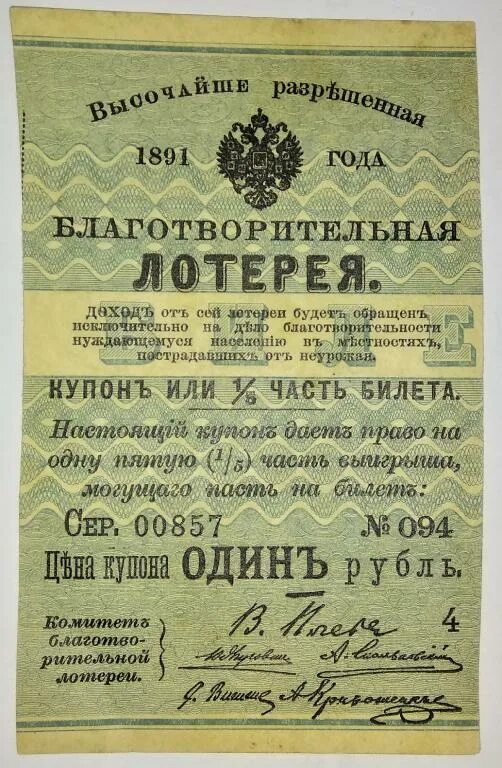 Высочайше разрѣшенная
1891 ГОДА
БЛАГОТВОРИТЕЛЬНАЯ
ЛОТЕРЕЯ.
ДОХОДЪ отъ сей лотереи будетъ обращенъ
исключительно на дѣло благотворительности
нуждающемуся населенію въ мѣстностяхъ,
пострадавшихъ отъ неурожая.
КУПОНЪ ИЛИ 1/5 ЧАСТЬ БИЛЕТА.
Настоящій купонъ даетъ право на
одну пятую (1/5) часть выигрыша,
могущаго пасть на билетъ:
СЕР. 00857 № 094
Цѣна купона ОДИНЪ рубль.
Комитетъ
благотво-
рительной
лотереи.
В. Плеве 4